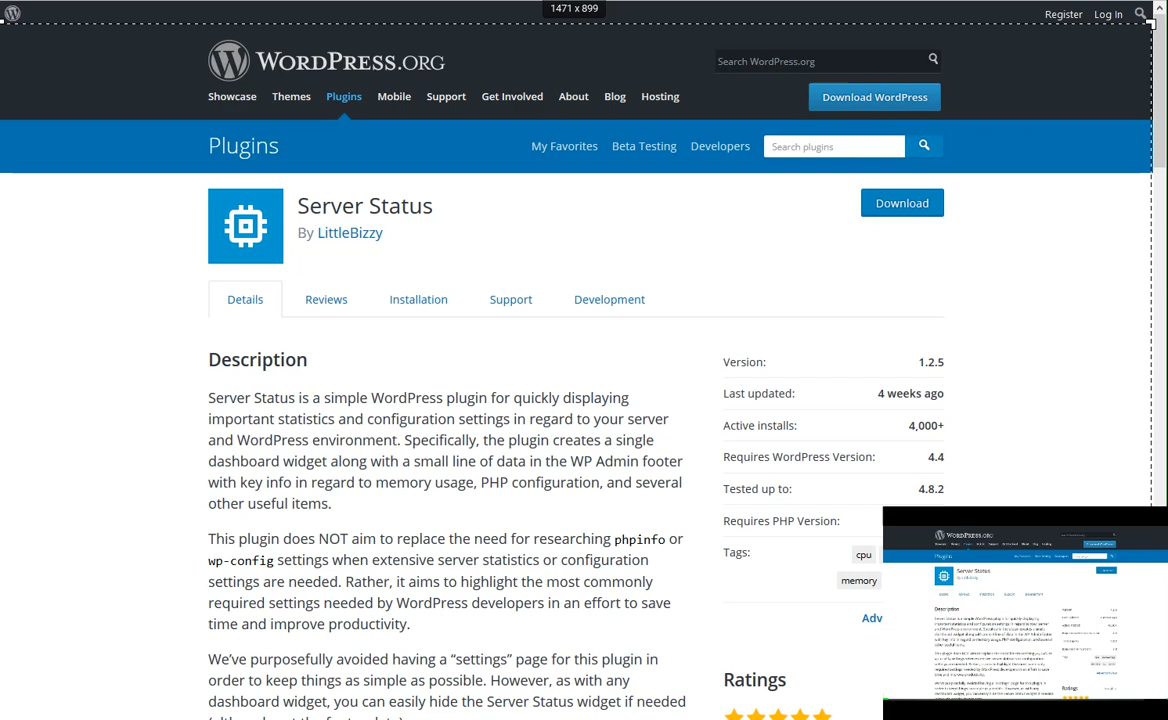 1471 x 899
Register Log In
WORDPRESS.ORG
Search WordPress.org
Showcase Themes Plugins Mobile Support Get Involved About Blog Hosting
Download WordPress
Plugins
My Favorites Beta Testing Developers
Search plugins
Server Status
By LittleBizzy
Download
Details Reviews Installation Support Development
Description
Server Status is a simple WordPress plugin for quickly displaying
important statistics and configuration settings in regard to your server
and WordPress environment. Specifically, the plugin creates a single
dashboard widget along with a small line of data in the WP Admin footer
with key info in regard to memory usage, PHP configuration, and several
other useful items.
This plugin does NOT aim to replace the need for researching phpinfo or
wp-config settings when extensive server statistics or configuration
settings are needed. Rather, it aims to highlight the most commonly
required settings needed by WordPress developers in an effort to save
time and improve productivity.
We’ve purposefully avoided having a “settings” page for this plugin in
order to keep it as simple as possible. However, as with any
dashboard widget, you can easily hide the Server Status widget if needed
Version: 1.2.5
Last updated: 4 weeks ago
Active installs: 4,000+
Requires WordPress Version: 4.4
Tested up to: 4.8.2
Requires PHP Version:
Tags: cpu
memory
Adv
Ratings
Plugins
Server Status
Description
Ratings